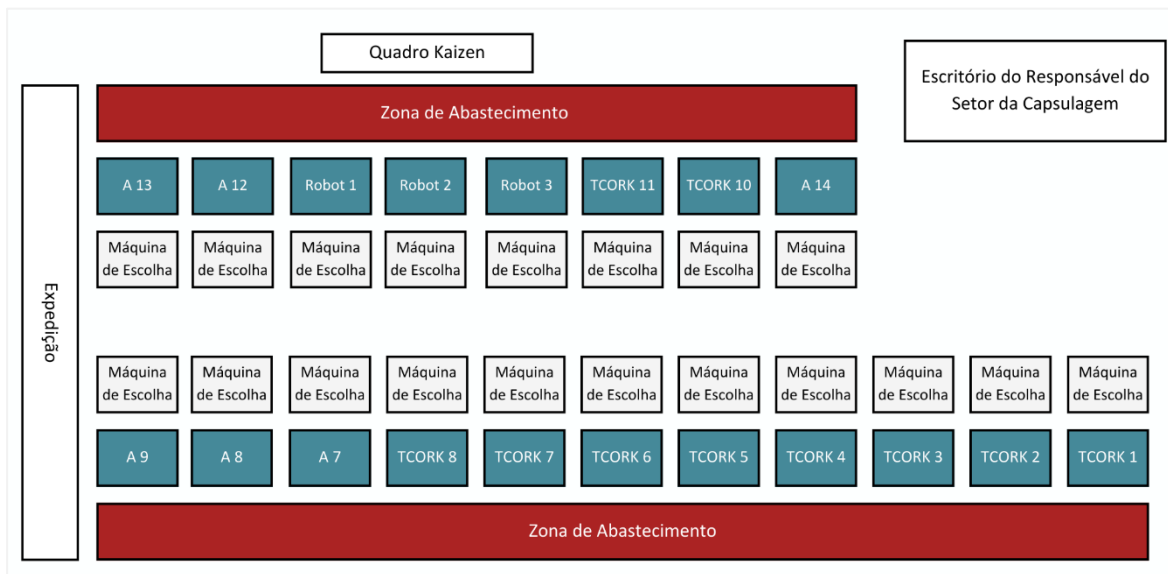 Quadro Kaizen
Escritório do Responsável do
Setor da Capsulagem
Expedição
Zona de Abastecimento
A 13
A 12
Robot 1
Robot 2
Robot 3
TCORK 11
TCORK 10
A 14
Máquina
de Escolha
Máquina
de Escolha
Máquina
de Escolha
Máquina
de Escolha
Máquina
de Escolha
Máquina
de Escolha
Máquina
de Escolha
Máquina
de Escolha
Máquina
de Escolha
Máquina
de Escolha
Máquina
de Escolha
Máquina
de Escolha
Máquina
de Escolha
Máquina
de Escolha
Máquina
de Escolha
Máquina
de Escolha
Máquina
de Escolha
Máquina
de Escolha
Máquina
de Escolha
A 9
A 8
A 7
TCORK 8
TCORK 7
TCORK 6
TCORK 5
TCORK 4
TCORK 3
TCORK 2
TCORK 1
Zona de Abastecimento